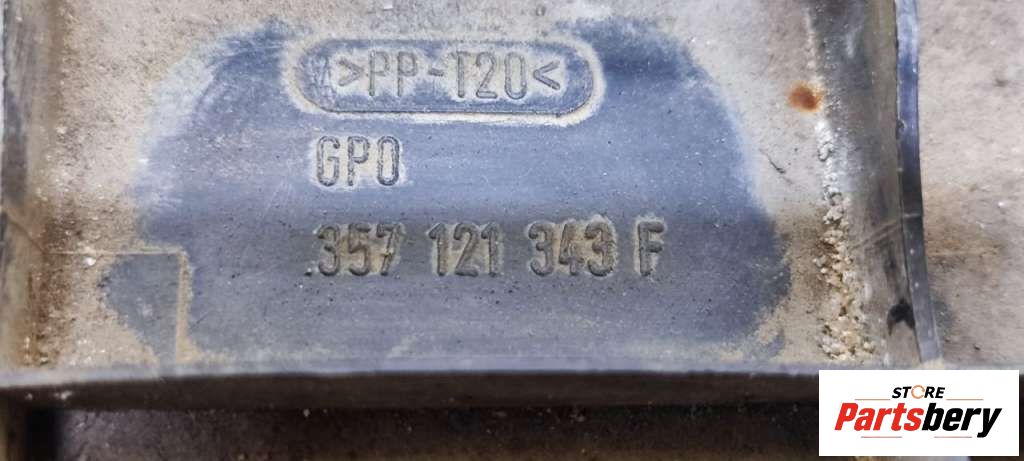 >PP-T20<
GPO
357 121 343 F
STORE
Partsbery